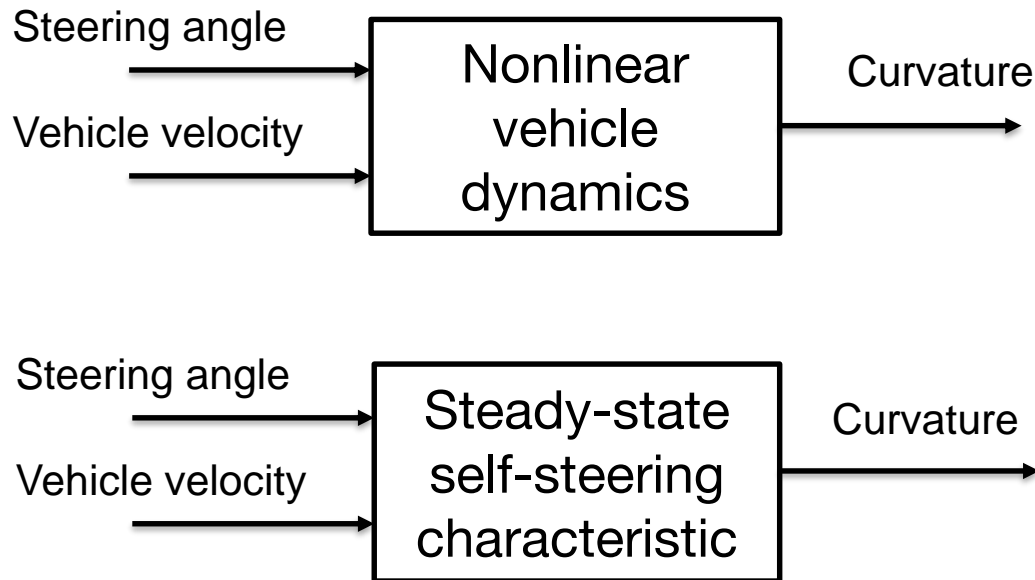 Steering angle
Vehicle velocity
Nonlinear
vehicle
dynamics
Curvature
Steering angle
Vehicle velocity
Steady-state
self-steering
characteristic
Curvature